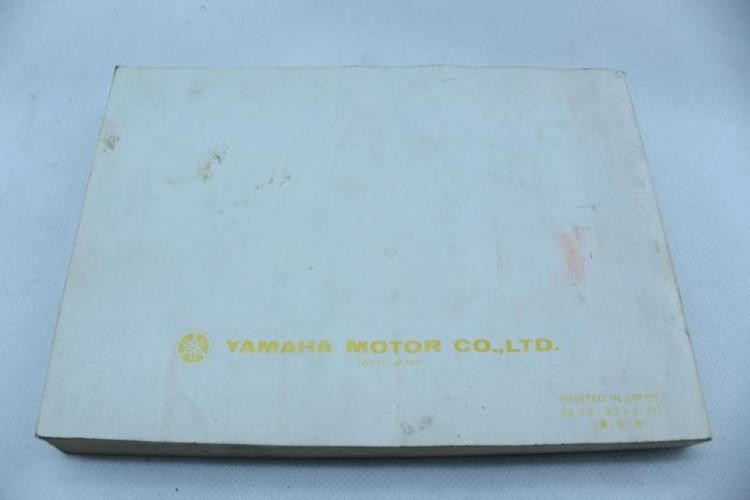 YAMAHA MOTOR CO.,LTD.
IWATA JAPAN
PRINTED IN JAPAN